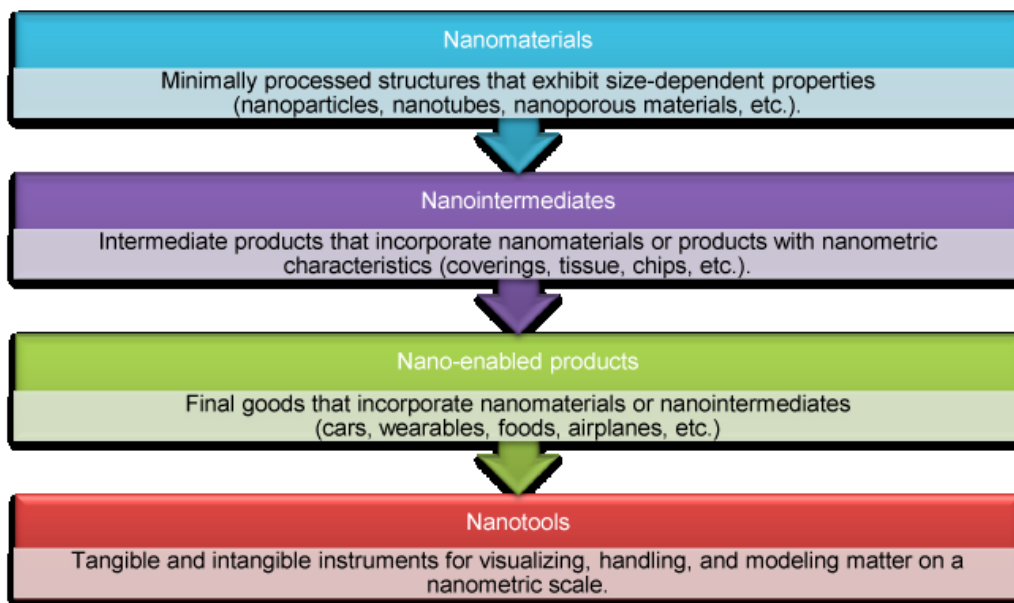 Nanomaterials
Minimally processed structures that exhibit size-dependent properties
(nanoparticles, nanotubes, nanoporous materials, etc.).
Nanointermediates
Intermediate products that incorporate nanomaterials or products with nanometric
characteristics (coverings, tissue, chips, etc.).
Nano-enabled products
Final goods that incorporate nanomaterials or nanointermediates
(cars, wearables, foods, airplanes, etc.)
Nanotools
Tangible and intangible instruments for visualizing, handling, and modeling matter on a
nanometric scale.